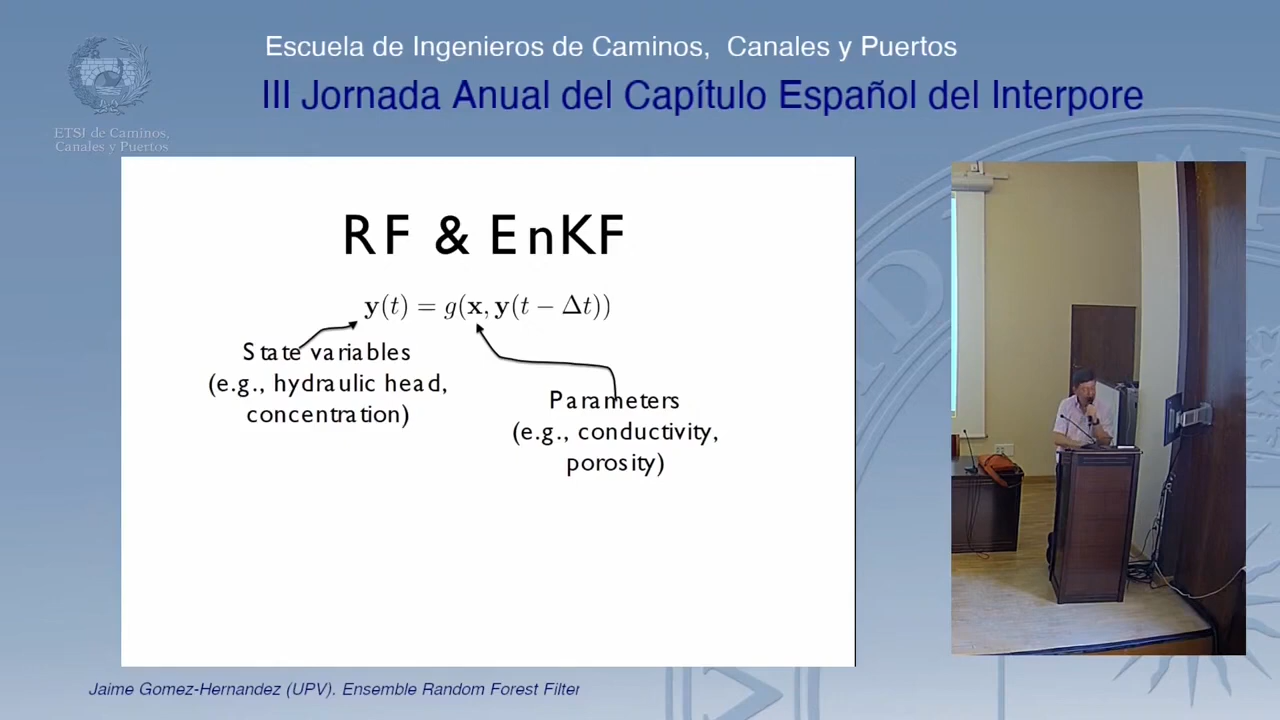 Escuela de Ingenieros de Caminos, Canales y Puertos
III Jornada Anual del Capítulo Español del Interpore
ETSI de Caminos,
Canales y Puertos
RF & EnKF
y(t) = g(x, y(t − Δt))
State variables
(e.g., hydraulic head,
concentration)
Parameters
(e.g., conductivity,
porosity)
Jaime Gomez-Hernandez (UPV). Ensemble Random Forest Filter